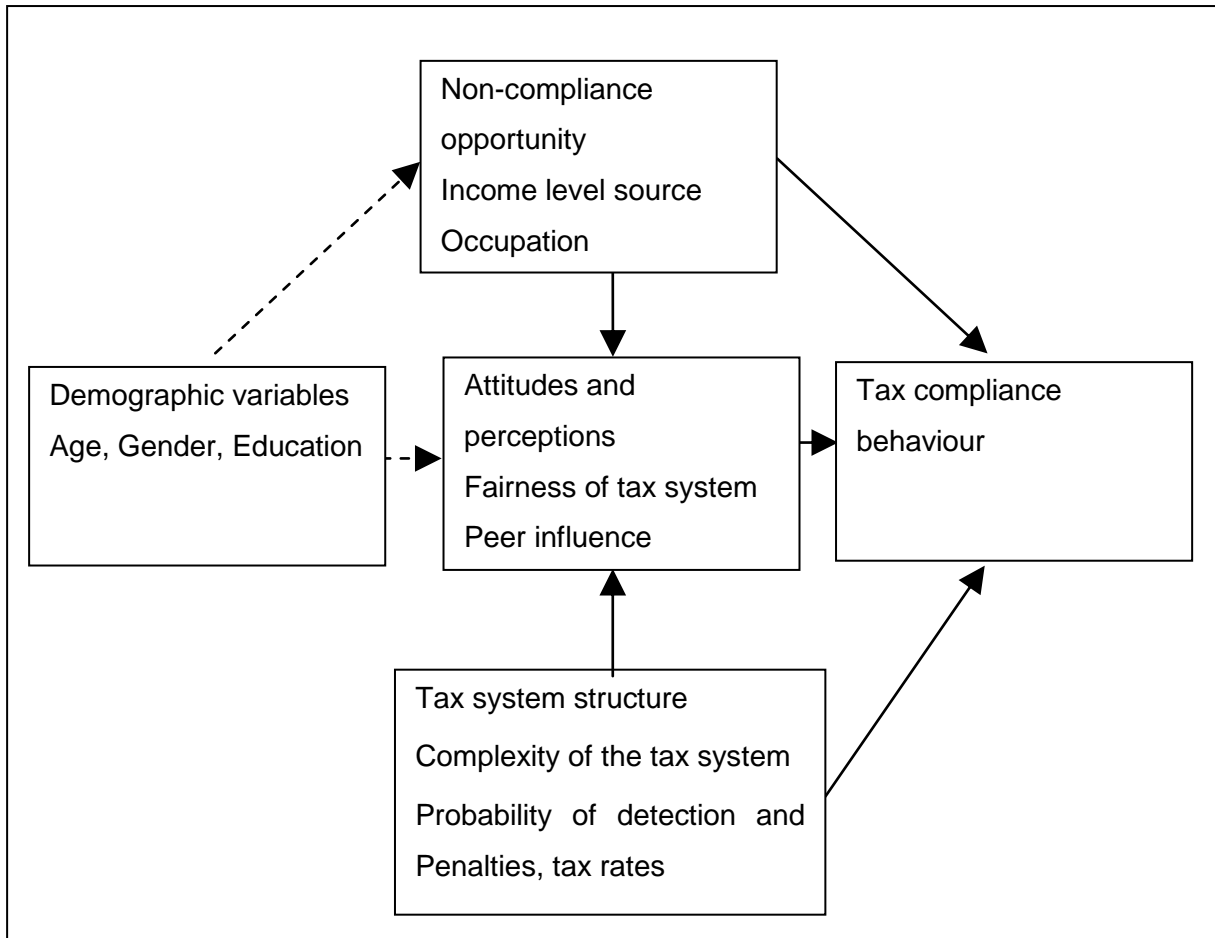 Non-compliance
opportunity
Income level source
Occupation
Demographic variables
Age, Gender, Education
Attitudes and
perceptions
Fairness of tax system
Peer influence
Tax compliance
behaviour
Tax system structure
Complexity of the tax system
Probability of detection and
Penalties, tax rates